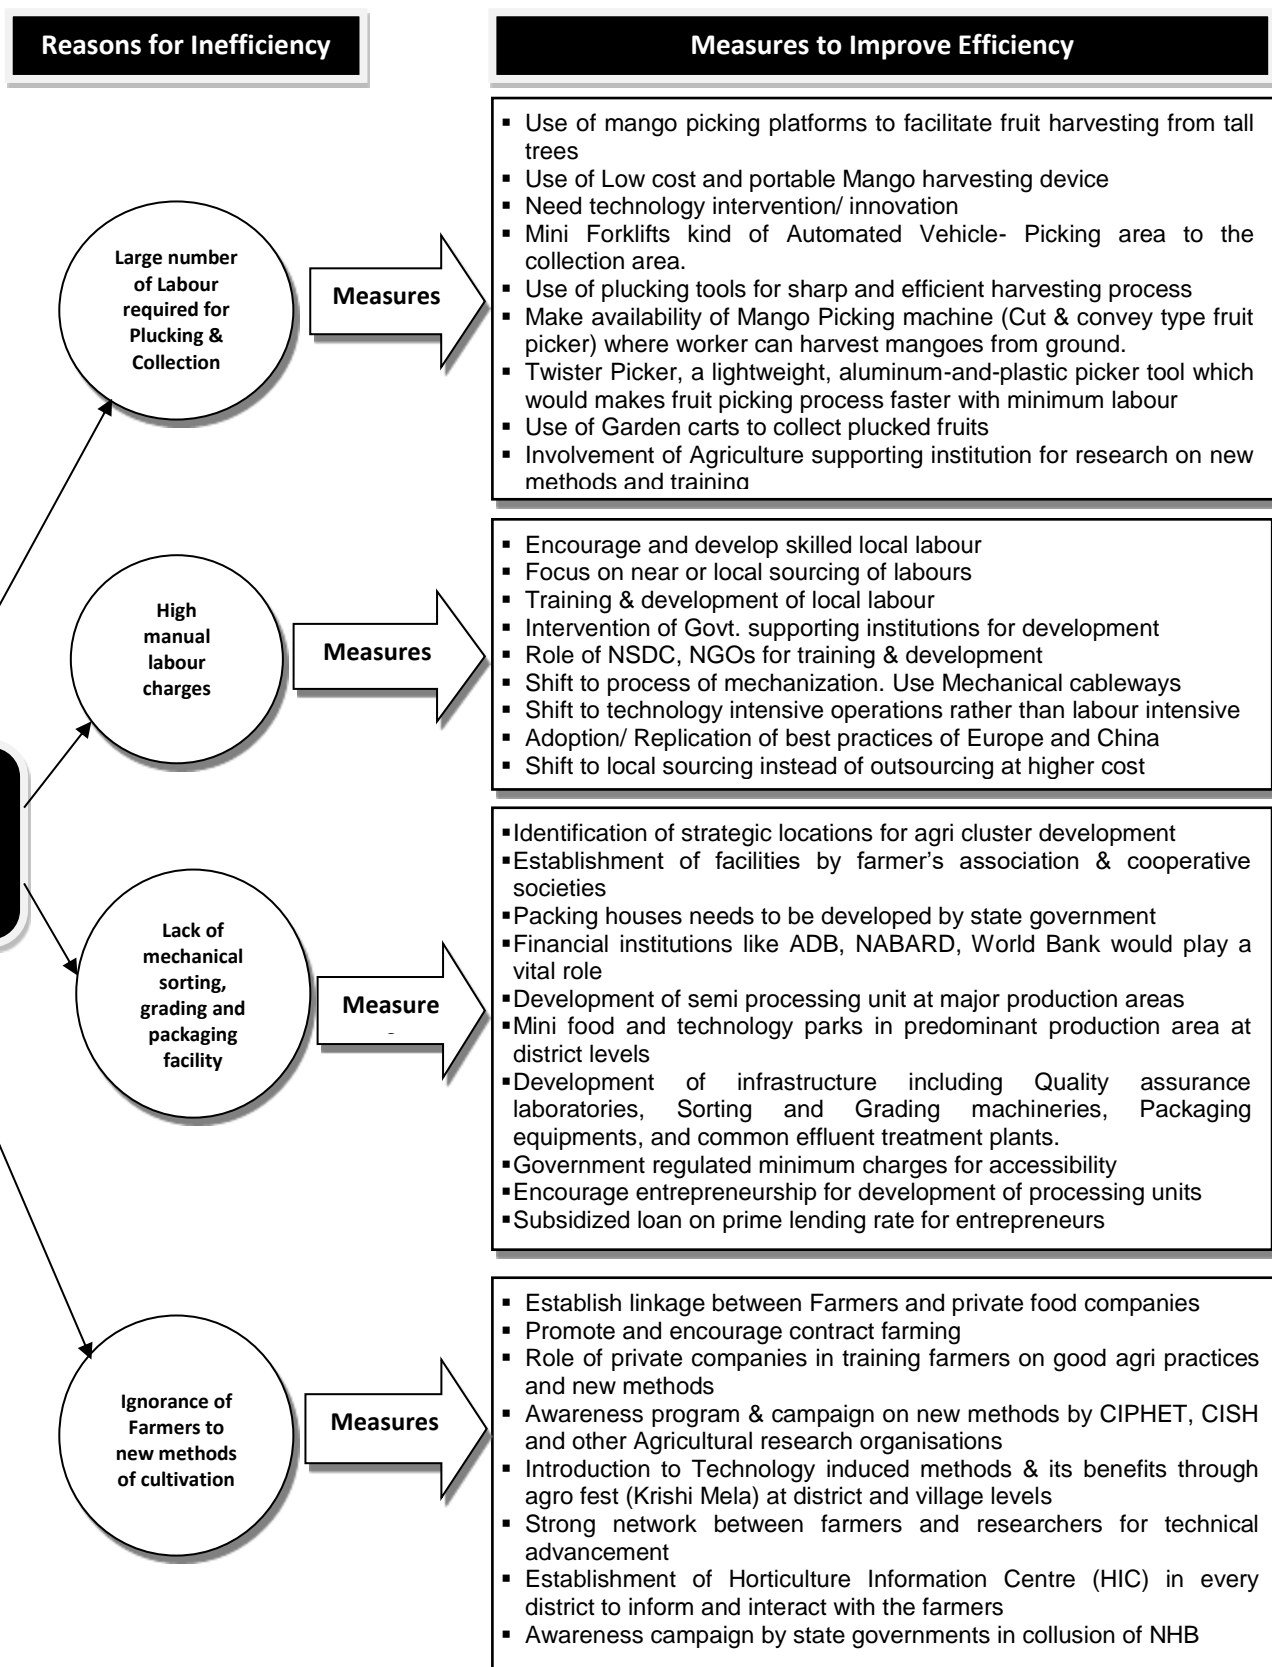 Reasons for Inefficiency
Measures to Improve Efficiency
Large number
of Labour
required for
Plucking &
Collection
Measures
▪ Use of mango picking platforms to facilitate fruit harvesting from tall
trees
▪ Use of Low cost and portable Mango harvesting device
▪ Need technology intervention/ innovation
▪ Mini Forklifts kind of Automated Vehicle- Picking area to the
collection area.
▪ Use of plucking tools for sharp and efficient harvesting process
▪ Make availability of Mango Picking machine (Cut & convey type fruit
picker) where worker can harvest mangoes from ground.
▪ Twister Picker, a lightweight, aluminum-and-plastic picker tool which
would makes fruit picking process faster with minimum labour
▪ Use of Garden carts to collect plucked fruits
▪ Involvement of Agriculture supporting institution for research on new
methods and training
High
manual
labour
charges
Measures
▪ Encourage and develop skilled local labour
▪ Focus on near or local sourcing of labours
▪ Training & development of local labour
▪ Intervention of Govt. supporting institutions for development
▪ Role of NSDC, NGOs for training & development
▪ Shift to process of mechanization. Use Mechanical cableways
▪ Shift to technology intensive operations rather than labour intensive
▪ Adoption/ Replication of best practices of Europe and China
▪ Shift to local sourcing instead of outsourcing at higher cost
Lack of
mechanical
sorting,
grading and
packaging
facility
Measure
▪Identification of strategic locations for agri cluster development
▪Establishment of facilities by farmer’s association & cooperative
societies
▪Packing houses needs to be developed by state government
▪Financial institutions like ADB, NABARD, World Bank would play a
vital role
▪Development of semi processing unit at major production areas
▪Mini food and technology parks in predominant production area at
district levels
▪Development of infrastructure including Quality assurance
laboratories, Sorting and Grading machineries, Packaging
equipments, and common effluent treatment plants.
▪Government regulated minimum charges for accessibility
▪Encourage entrepreneurship for development of processing units
▪Subsidized loan on prime lending rate for entrepreneurs
Ignorance of
Farmers to
new methods
of cultivation
Measures
▪ Establish linkage between Farmers and private food companies
▪ Promote and encourage contract farming
▪ Role of private companies in training farmers on good agri practices
and new methods
▪ Awareness program & campaign on new methods by CIPHET, CISH
and other Agricultural research organisations
▪ Introduction to Technology induced methods & its benefits through
agro fest (Krishi Mela) at district and village levels
▪ Strong network between farmers and researchers for technical
advancement
▪ Establishment of Horticulture Information Centre (HIC) in every
district to inform and interact with the farmers
▪ Awareness campaign by state governments in collusion of NHB